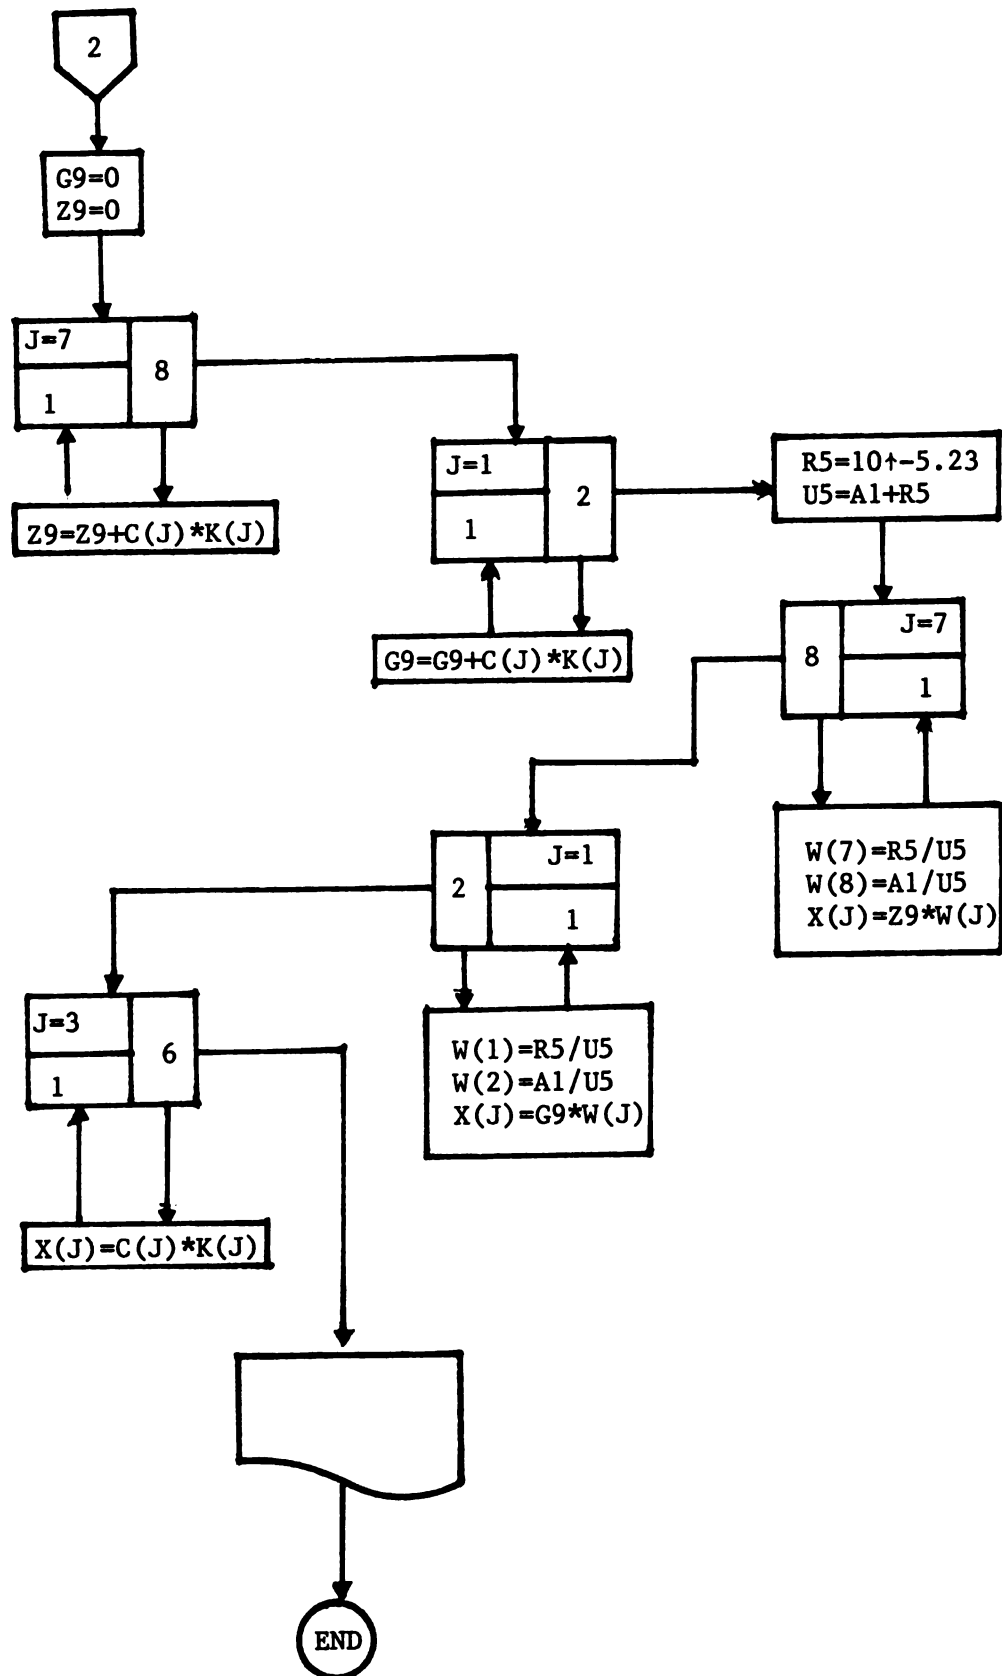 2
G9=0
Z9=0
J=7
8
1
Z9=Z9+C(J)*K(J)
J=1
2
1
G9=G9+C(J)*K(J)
R5=10↑-5.23
U5=A1+R5
8
J=7
1
W(7)=R5/U5
W(8)=A1/U5
X(J)=Z9*W(J)
2
J=1
1
W(1)=R5/U5
W(2)=A1/U5
X(J)=G9*W(J)
J=3
6
1
X(J)=C(J)*K(J)
END